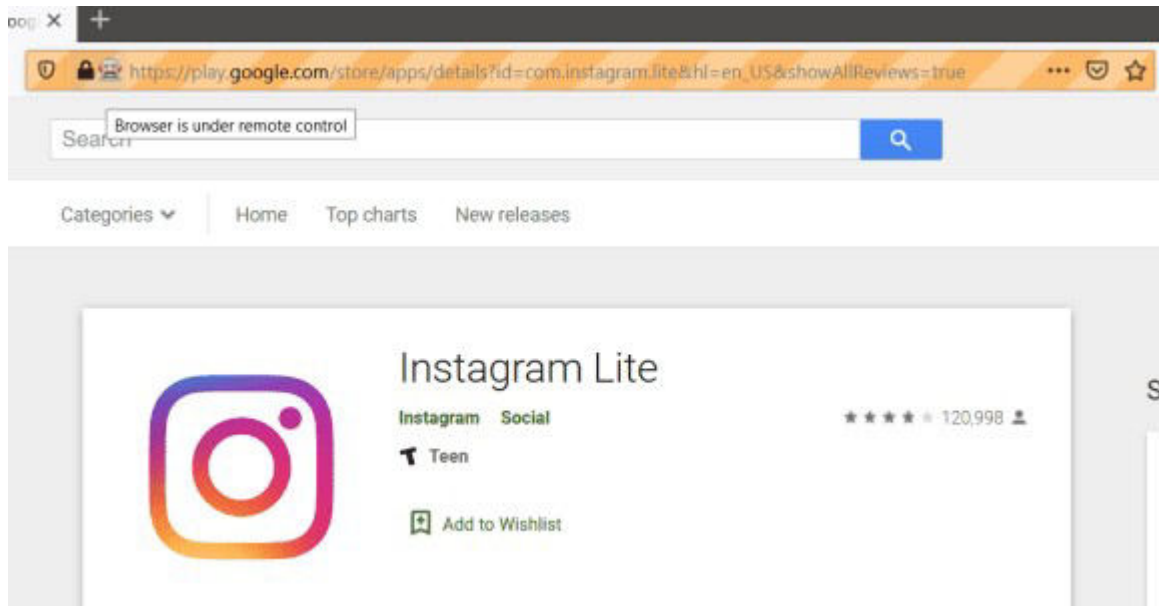 https://play.google.com/store/apps/details?id=com.instagram.lite&hl=en_US&showAllReviews=true
Browser is under remote control
Search
Categories
Home
Top charts
New releases
Instagram Lite
Instagram Social
120,998
Teen
Add to Wishlist